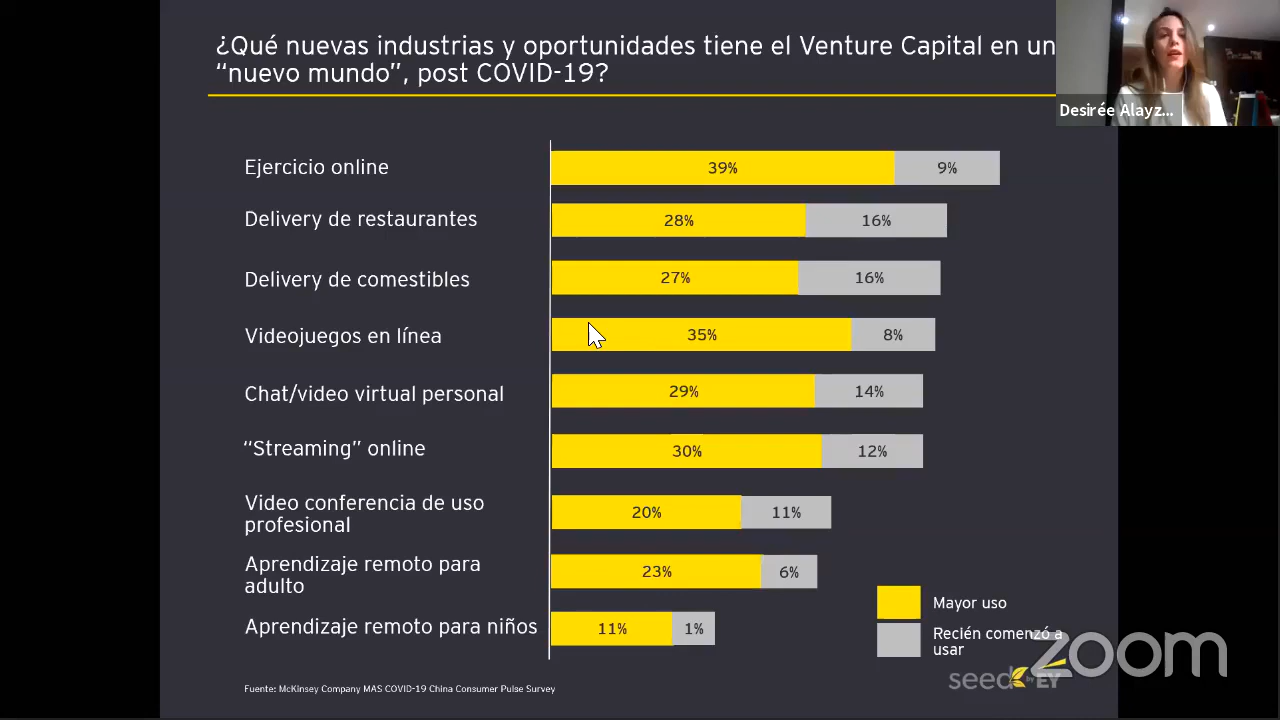 ¿Qué nuevas industrias y oportunidades tiene el Venture Capital en un
“nuevo mundo”, post COVID-19?
Desirée Alayz...
Ejercicio online
39%
9%
Delivery de restaurantes
28%
16%
Delivery de comestibles
27%
16%
Videojuegos en línea
35%
8%
Chat/video virtual personal
29%
14%
“Streaming” online
30%
12%
Video conferencia de uso
profesional
20%
11%
Aprendizaje remoto para
adulto
23%
6%
Aprendizaje remoto para niños
11%
1%
Mayor uso
Recién comenzó a
usar
zoom
seed by EY
Fuente: McKinsey Company MAS COVID-19 China Consumer Pulse Survey